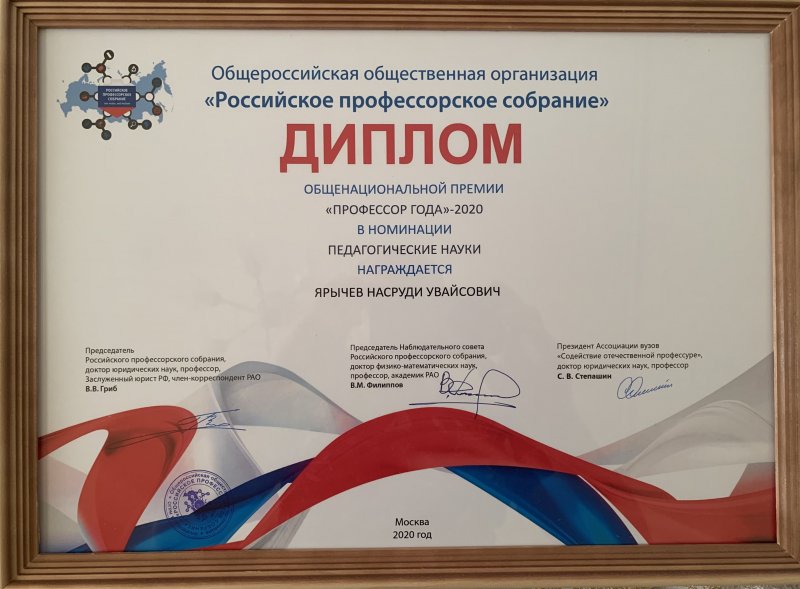 РОССИЙСКОЕ
ПРОФЕССОРСКОЕ
СОБРАНИЕ
Общероссийская общественная организация
«Российское профессорское собрание»
ДИПЛОМ
ОБЩЕНАЦИОНАЛЬНОЙ ПРЕМИИ
«ПРОФЕССОР ГОДА»-2020
В НОМИНАЦИИ
ПЕДАГОГИЧЕСКИЕ НАУКИ
НАГРАЖДАЕТСЯ
ЯРЫЧЕВ НАСРУДИ УВАЙСОВИЧ
Председатель
Российского профессорского собрания,
доктор юридических наук, профессор,
Заслуженный юрист РФ, член-корреспондент РАО
В.В. Гриб
Председатель Наблюдательного совета
Российского профессорского собрания,
доктор физико-математических наук,
профессор, академик РАО
В.М. Филиппов
Президент Ассоциации вузов
«Содействие отечественной профессуре»,
доктор юридических наук, профессор
С. В. Степашин
Москва
2020 год